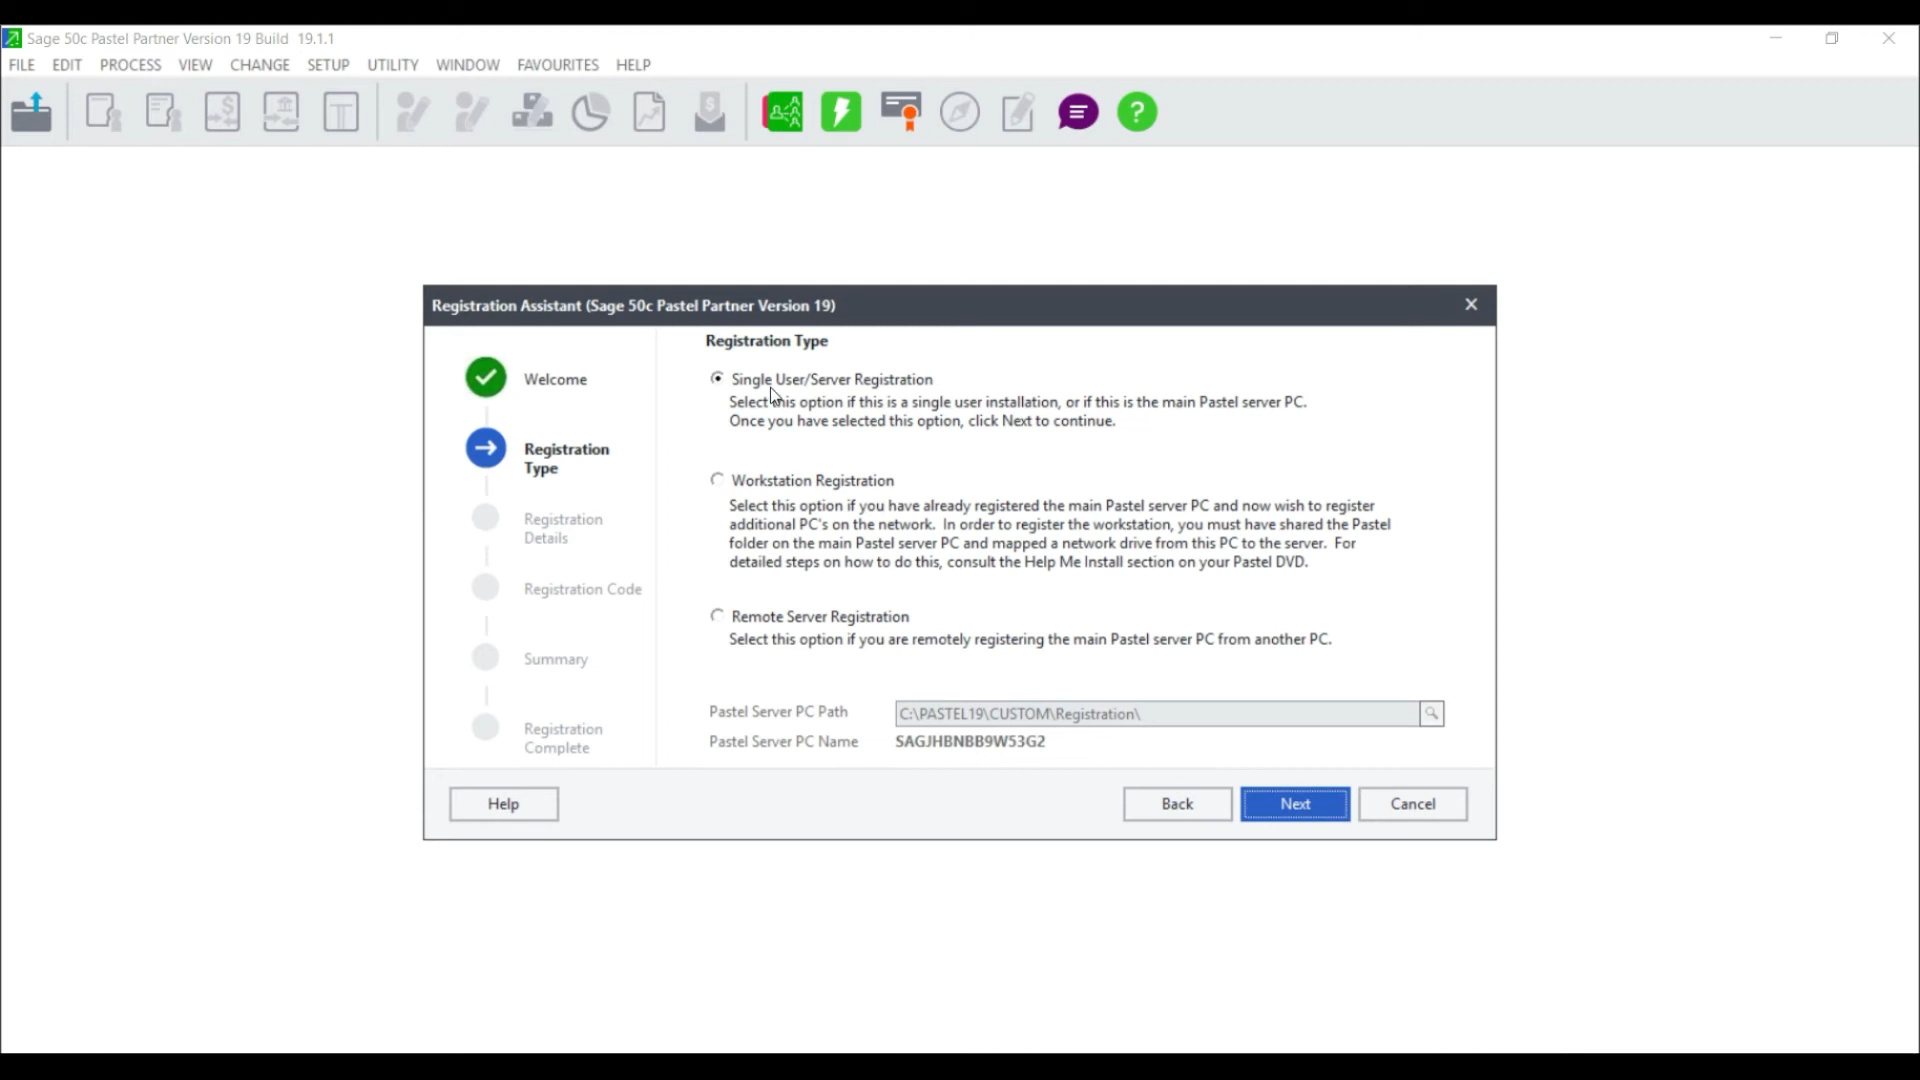 Sage 50c Pastel Partner Version 19 Build 19.1.1
FILE EDIT PROCESS VIEW CHANGE SETUP UTILITY WINDOW FAVOURITES HELP
Registration Assistant (Sage 50c Pastel Partner Version 19)
Welcome
Registration
Type
Registration
Details
Registration Code
Summary
Registration
Complete
Registration Type
Single User/Server Registration
Select this option if this is a single user installation, or if this is the main Pastel server PC.
Once you have selected this option, click Next to continue.
Workstation Registration
Select this option if you have already registered the main Pastel server PC and now wish to register
additional PC's on the network. In order to register the workstation, you must have shared the Pastel
folder on the main Pastel server PC and mapped a network drive from this PC to the server. For
detailed steps on how to do this, consult the Help Me Install section on your Pastel DVD.
Remote Server Registration
Select this option if you are remotely registering the main Pastel server PC from another PC.
Pastel Server PC Path C:\PASTEL19\CUSTOM\Registration\
Pastel Server PC Name SAGJHBNBB9W53G2
Help Back Next Cancel